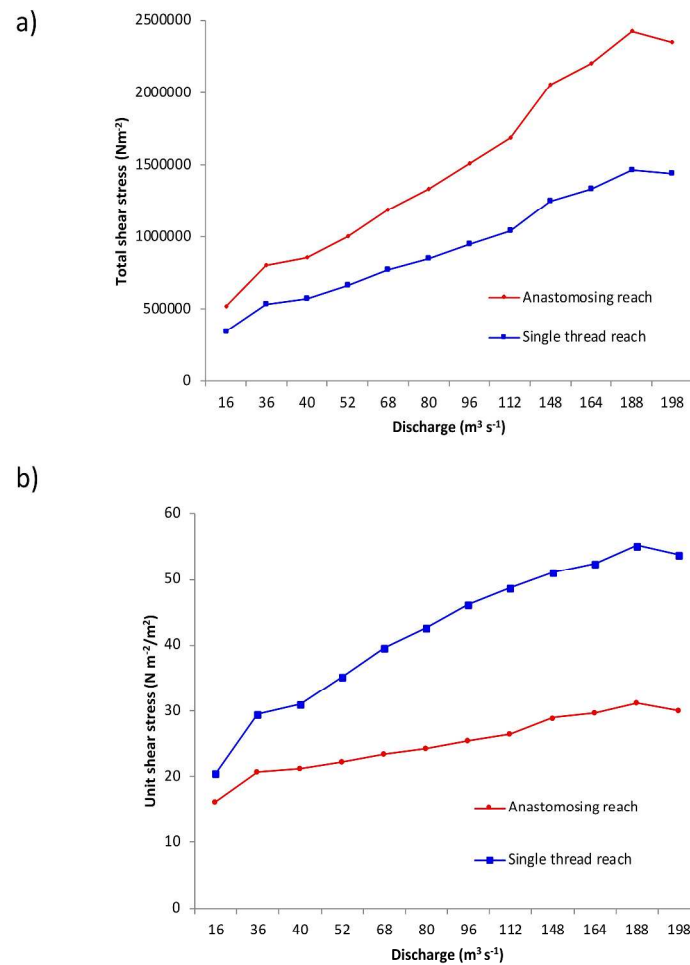 a)
2500000
2000000
1500000
1000000
500000
0
Total shear stress (Nm⁻²)
Anastomosing reach
Single thread reach
16 36 40 52 68 80 96 112 148 164 188 198
Discharge (m³ s⁻¹)
b)
60
50
40
30
20
10
0
Unit shear stress (N m⁻²/m²)
Anastomosing reach
Single thread reach
16 36 40 52 68 80 96 112 148 164 188 198
Discharge (m³ s⁻¹)